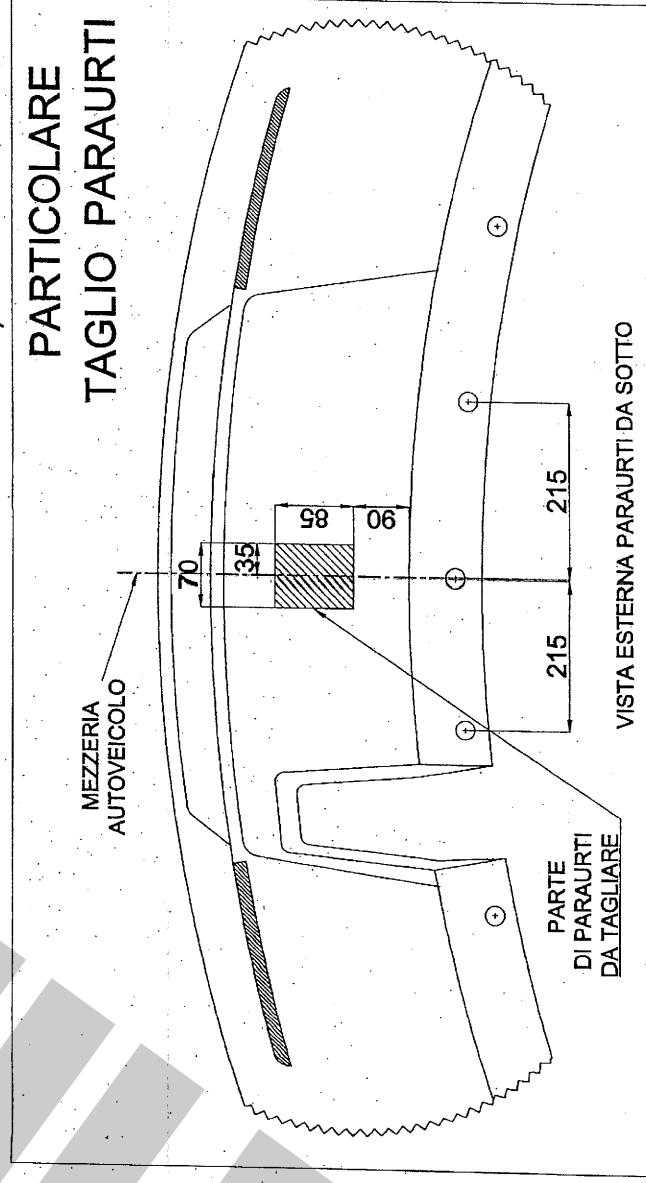 PARTICOLARE
TAGLIO PARAURTI
MEZZERIA
AUTOVEICOLO
70
35
85
90
215
215
PARTE
DI PARAURTI
DA TAGLIARE
VISTA ESTERNA PARAURTI DA SOTTO